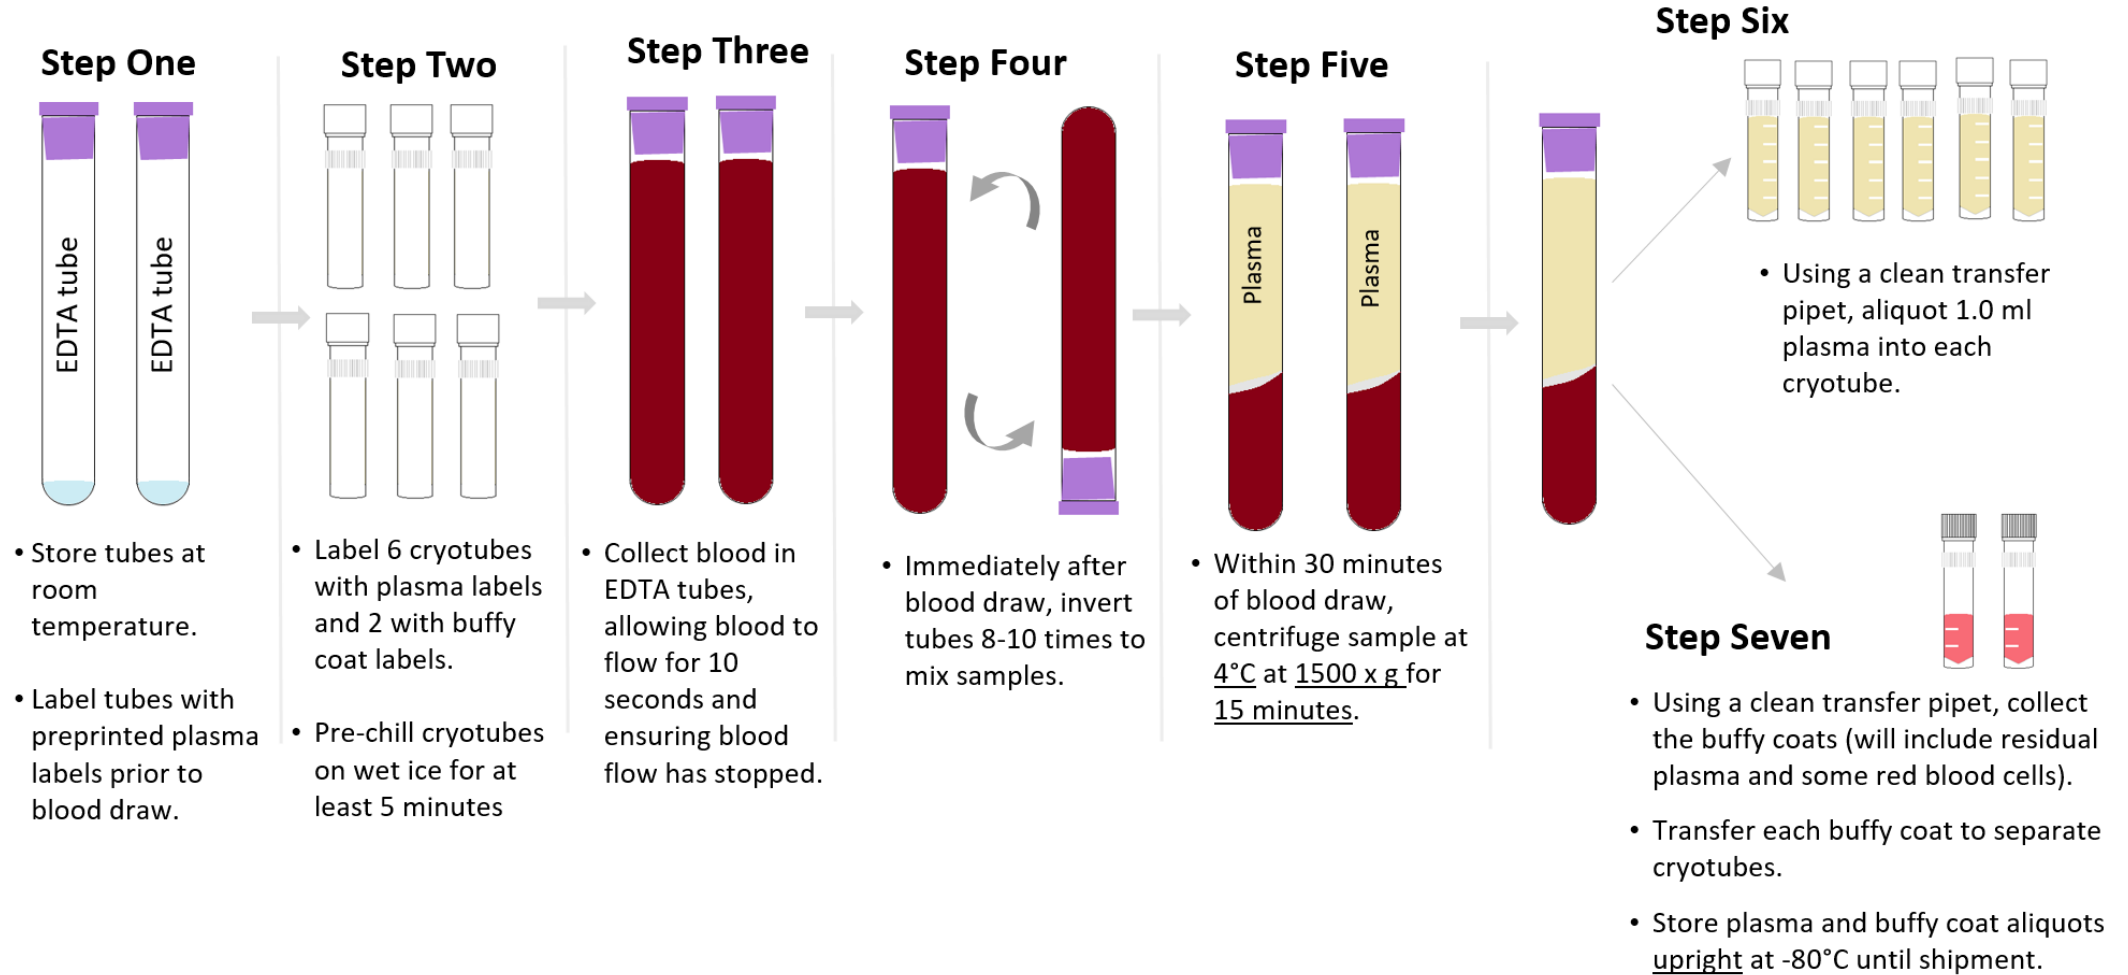 Step One
EDTA tube
EDTA tube
• Store tubes at
room
temperature.
• Label tubes with
preprinted plasma
labels prior to
blood draw.
Step Two
• Label 6 cryotubes
with plasma labels
and 2 with buffy
coat labels.
• Pre-chill cryotubes
on wet ice for at
least 5 minutes
Step Three
• Collect blood in
EDTA tubes,
allowing blood to
flow for 10
seconds and
ensuring blood
flow has stopped.
Step Four
• Immediately after
blood draw, invert
tubes 8-10 times to
mix samples.
Step Five
Plasma
Plasma
• Within 30 minutes
of blood draw,
centrifuge sample at
4°C at 1500 x g for
15 minutes.
Step Six
• Using a clean transfer
pipet, aliquot 1.0 ml
plasma into each
cryotube.
Step Seven
• Using a clean transfer pipet, collect
the buffy coats (will include residual
plasma and some red blood cells).
• Transfer each buffy coat to separate
cryotubes.
• Store plasma and buffy coat aliquots
upright at -80°C until shipment.